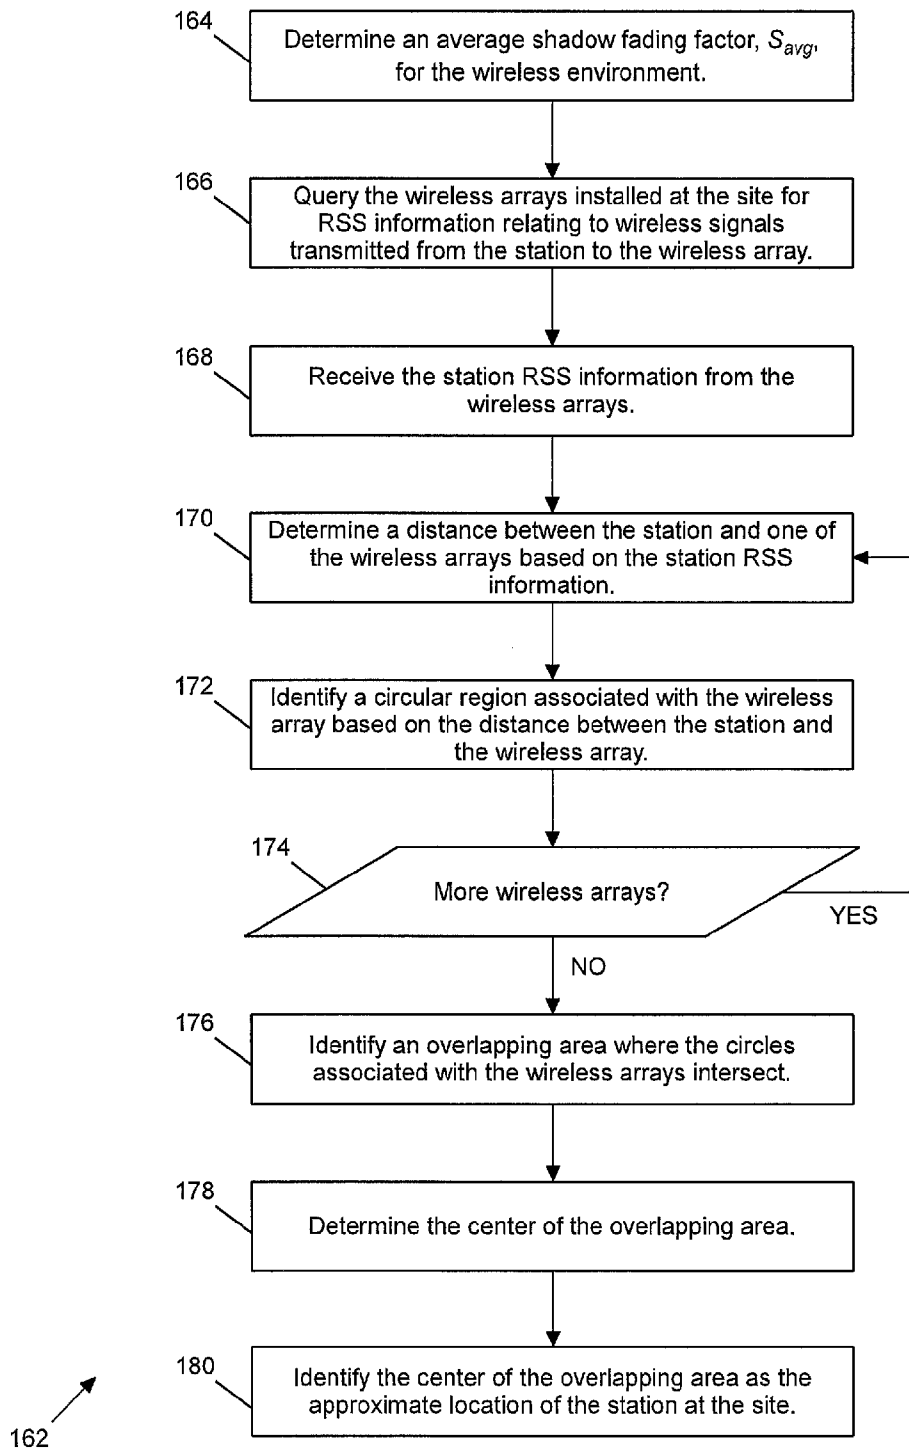 164
Determine an average shadow fading factor, Savg,
for the wireless environment.
166
Query the wireless arrays installed at the site for
RSS information relating to wireless signals
transmitted from the station to the wireless array.
168
Receive the station RSS information from the
wireless arrays.
170
Determine a distance between the station and one of
the wireless arrays based on the station RSS
information.
172
Identify a circular region associated with the wireless
array based on the distance between the station and
the wireless array.
174
More wireless arrays?
YES
NO
176
Identify an overlapping area where the circles
associated with the wireless arrays intersect.
178
Determine the center of the overlapping area.
180
Identify the center of the overlapping area as the
approximate location of the station at the site.
162